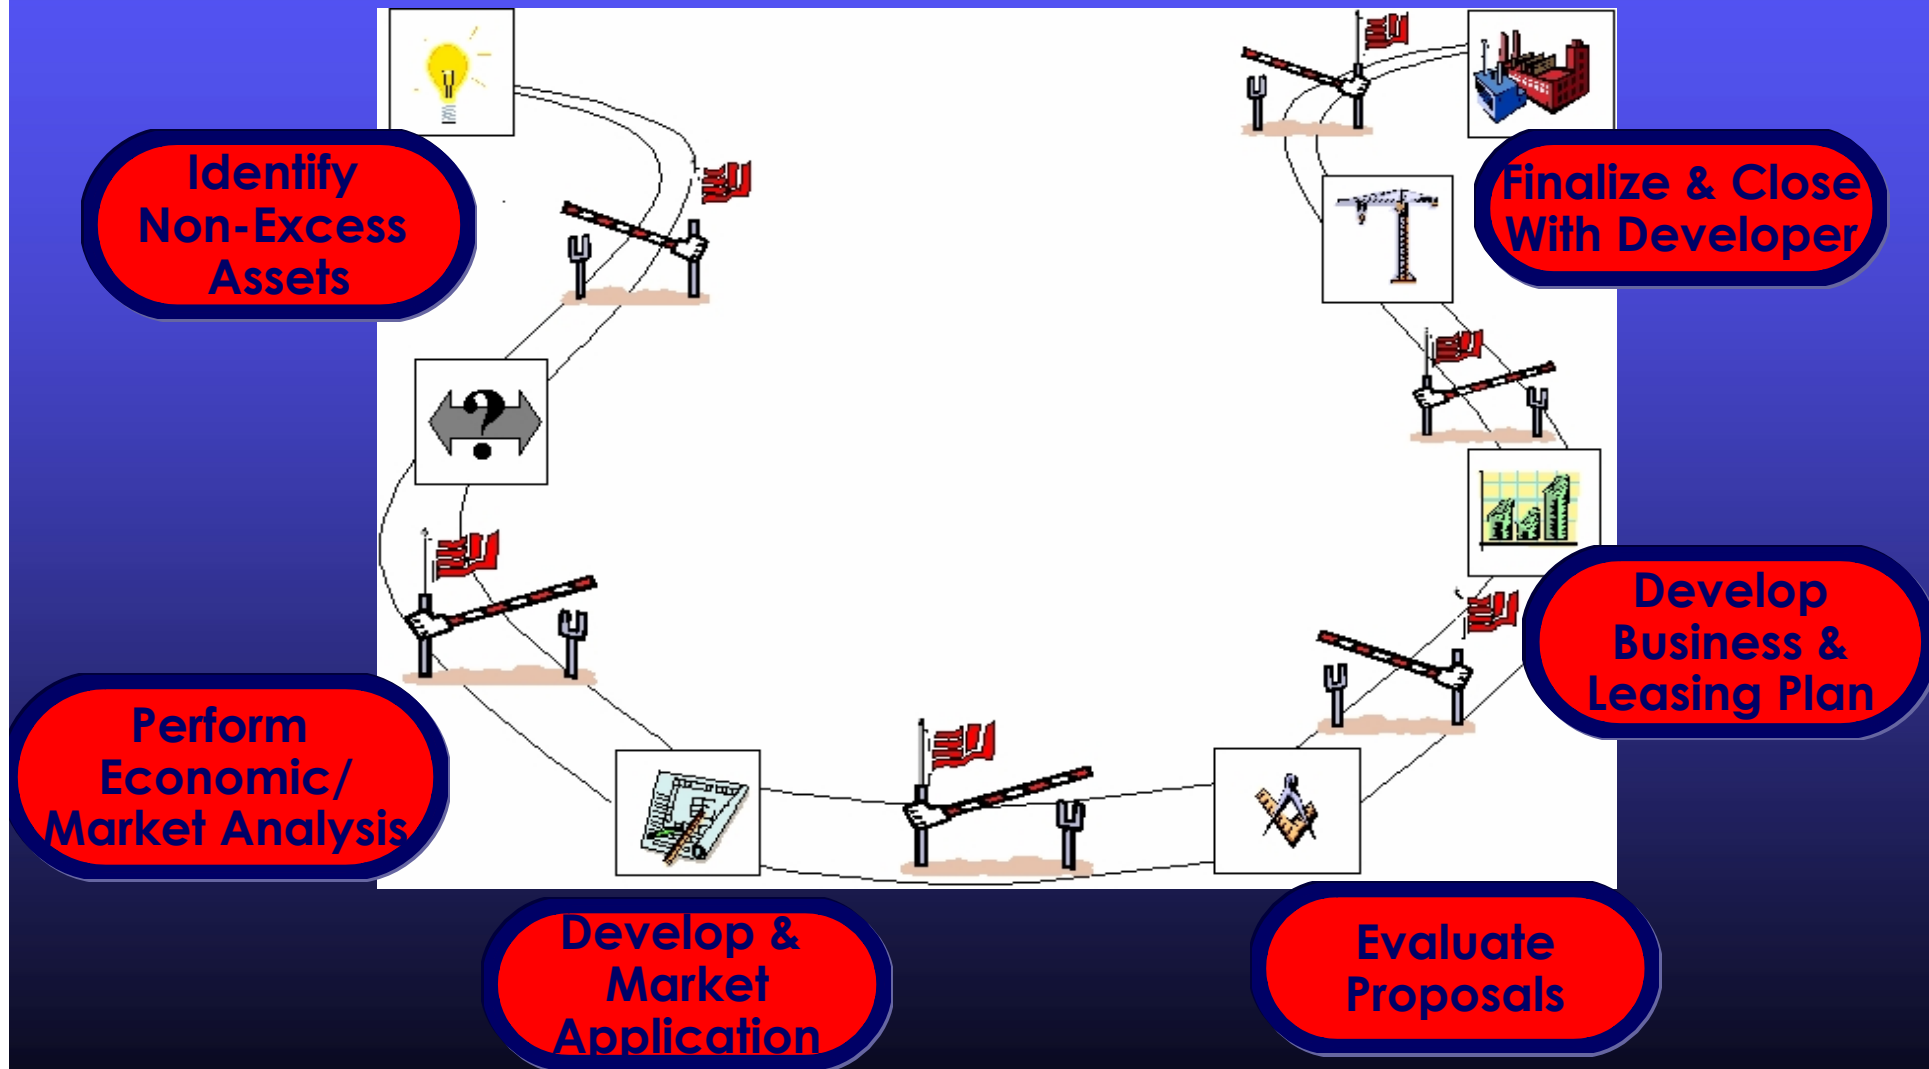 Identify
Non-Excess
Assets
Perform
Economic/
Market Analysis
Develop &
Market
Application
Evaluate
Proposals
Develop
Business &
Leasing Plan
Finalize & Close
With Developer
?